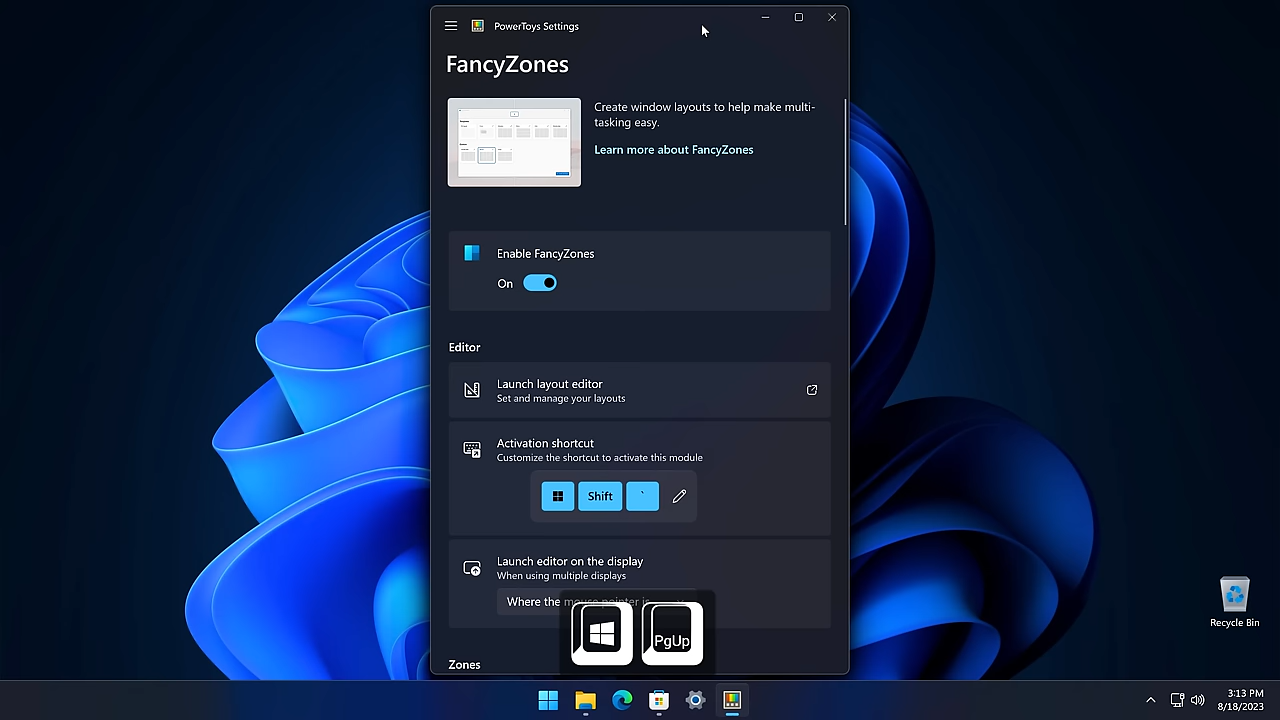 PowerToys Settings
FancyZones
Create window layouts to help make multi-
tasking easy.
Learn more about FancyZones
Enable FancyZones
On
Editor
Launch layout editor
Set and manage your layouts
Activation shortcut
Customize the shortcut to activate this module
Shift
`
Launch editor on the display
When using multiple displays
Where the mouse pointer is
PgUp
Zones
Recycle Bin
3:13 PM
8/18/2023